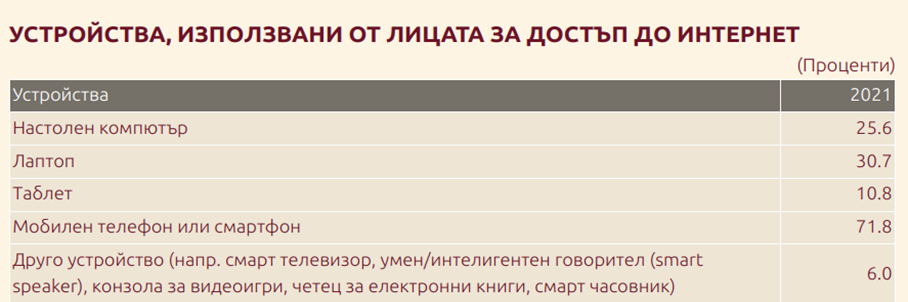 УСТРОЙСТВА, ИЗПОЛЗВАНИ ОТ ЛИЦАТА ЗА ДОСТЪП ДО ИНТЕРНЕТ
(Проценти)
Устройства 2021
Настолен компютър 25.6
Лаптоп 30.7
Таблет 10.8
Мобилен телефон или смартфон 71.8
Друго устройство (напр. смарт телевизор, умен/интелигентен говорител (smart
speaker), конзола за видеоигри, четец за електронни книги, смарт часовник) 6.0